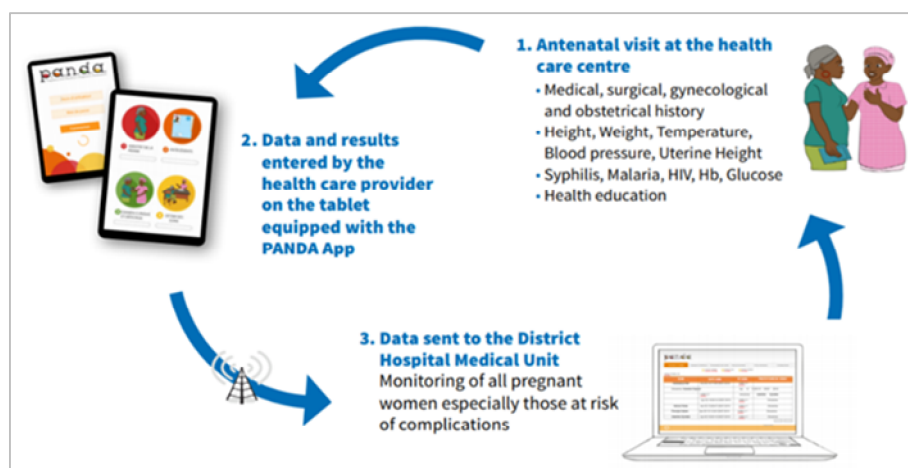 1. Antenatal visit at the health
care centre
• Medical, surgical, gynecological
and obstetrical history
• Height, Weight, Temperature,
Blood pressure, Uterine Height
• Syphilis, Malaria, HIV, Hb, Glucose
• Health education
panda
2. Data and results
entered by the
health care provider
on the tablet
equipped with the
PANDA App
3. Data sent to the District
Hospital Medical Unit
Monitoring of all pregnant
women especially those at risk
of complications
panda